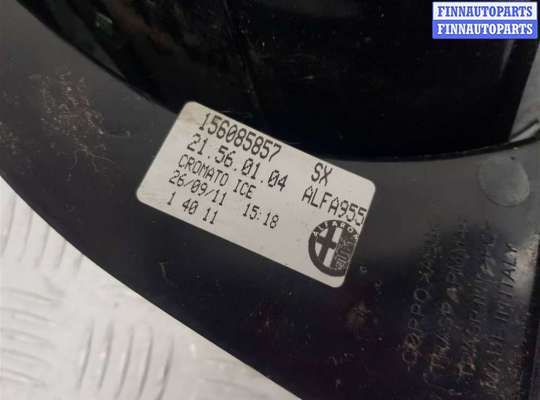 FINNAUTOPARTS
FINNAUTOPARTS
156085857 SX
21.56.01.04 ALFA955
CROMATO ICE
26/09/11 15:18
1 40 11
CORPO
MADE IN ITALY